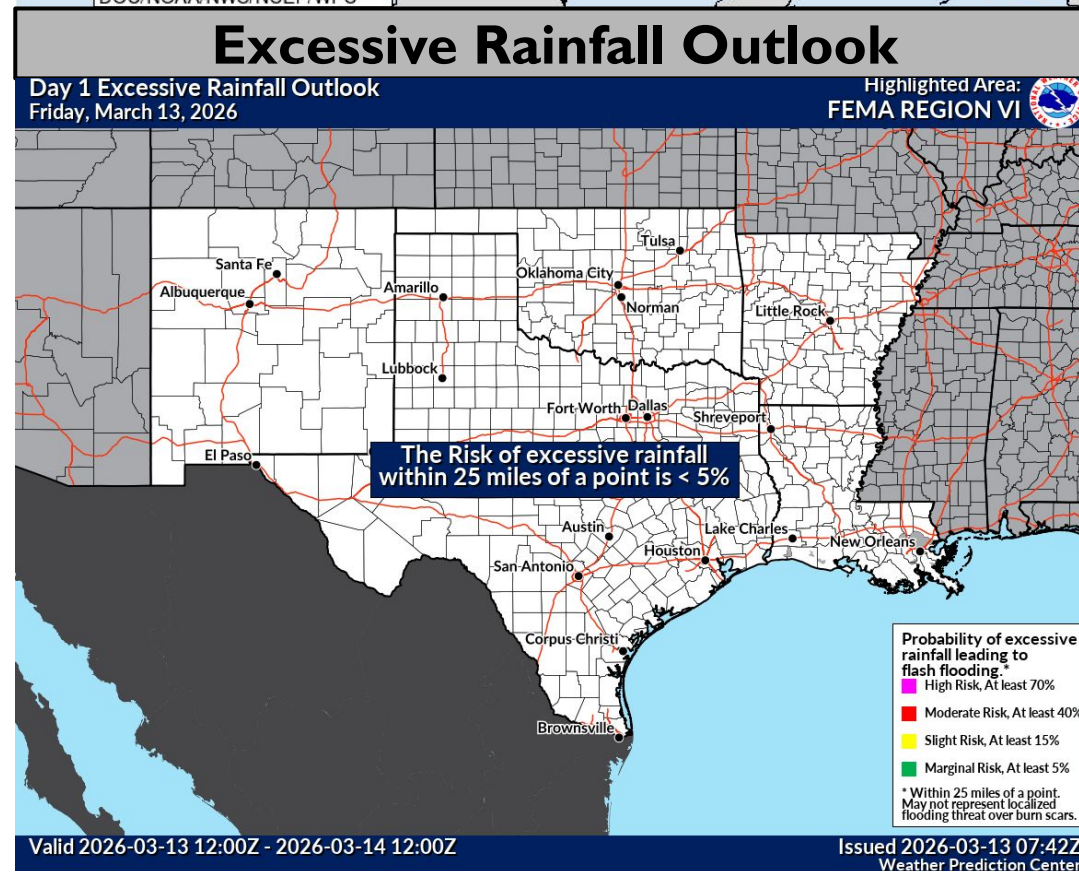 DOC/NOAA/NWS/NCEP/WPC
Excessive Rainfall Outlook
Day 1 Excessive Rainfall Outlook
Friday, March 13, 2026
Highlighted Area:
FEMA REGION VI
Tulsa
Santa Fe
Oklahoma City
Albuquerque
Amarillo
Norman
Little Rock
Lubbock
Fort Worth
Dallas
Shreveport
El Paso
The Risk of excessive rainfall
within 25 miles of a point is < 5%
Austin
Lake Charles
New Orleans
Houston
San Antonio
Corpus Christi
Brownsville
Probability of excessive
rainfall leading to
flash flooding.*
High Risk, At least 70%
Moderate Risk, At least 40%
Slight Risk, At least 15%
Marginal Risk, At least 5%
* Within 25 miles of a point.
May not represent localized
flooding threat over burn scars.
Valid 2026-03-13 12:00Z - 2026-03-14 12:00Z
Issued 2026-03-13 07:42Z
Weather Prediction Center